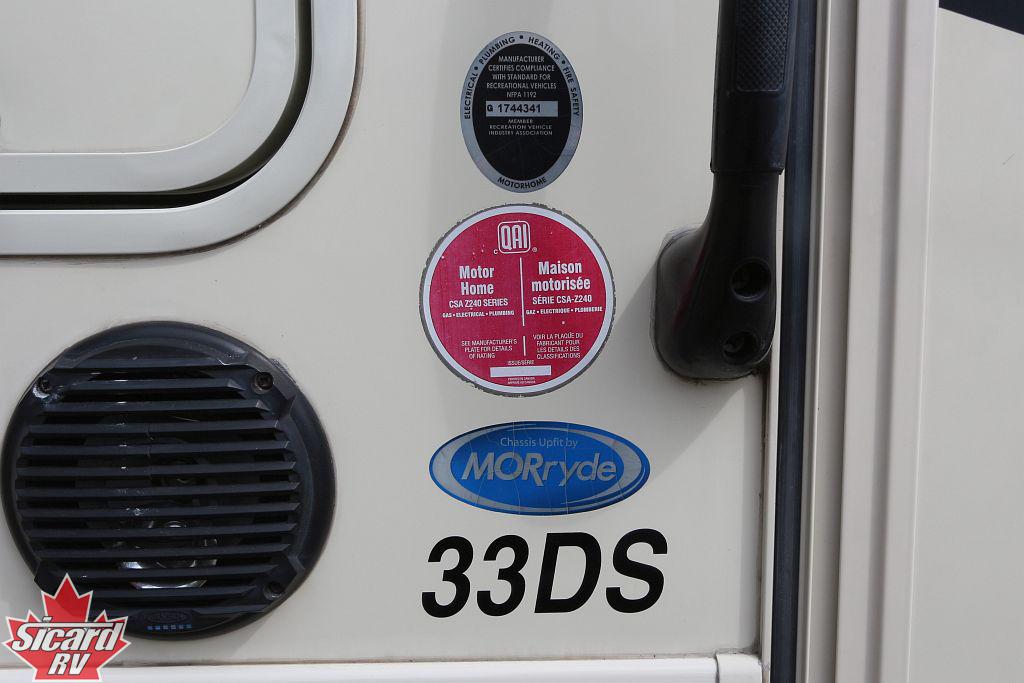 ELECTRICAL • PLUMBING • HEATING • FIRE SAFETY
MANUFACTURER
CERTIFIES COMPLIANCE
WITH STANDARD FOR
RECREATIONAL VEHICLES
NFPA 1192
G 1744341
MEMBER
RECREATION VEHICLE
INDUSTRY ASSOCIATION
MOTORHOME
C QAI ®
Motor
Home
CSA Z240 SERIES
GAS • ELECTRICAL • PLUMBING
SEE MANUFACTURER'S
PLATE FOR DETAILS
OF RATING
Maison
motorisée
SÉRIE CSA-Z240
GAZ • ELECTRIQUE • PLOMBERIE
VOIR LA PLAQUE DU
FABRICANT POUR
LES DÉTAILS DES
CLASSIFICATIONS
ISSUE/SÉRIE
Chassis Upfit by
MORryde
33DS
Sicard
RV